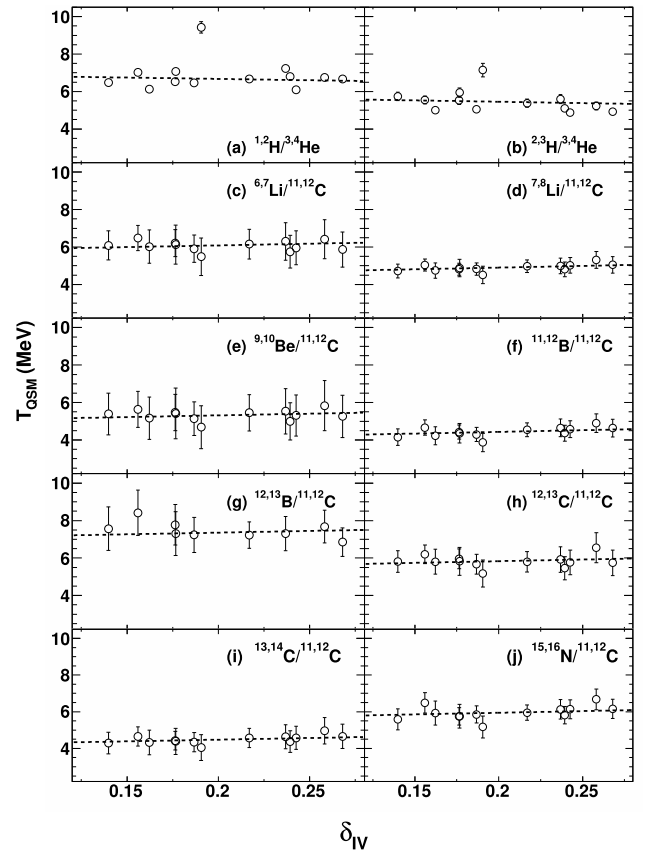 10
8
6
4
(a) ¹,²H/³,⁴He
(b) ²,³H/³,⁴He
10
8
6
4
(c) ⁶,⁷Li/¹¹,¹²C
(d) ⁷,⁸Li/¹¹,¹²C
10
8
6
4
(e) ⁹,¹⁰Be/¹¹,¹²C
(f) ¹¹,¹²B/¹¹,¹²C
T_QSM (MeV)
10
8
6
4
(g) ¹²,¹³B/¹¹,¹²C
(h) ¹²,¹³C/¹¹,¹²C
10
8
6
4
(i) ¹³,¹⁴C/¹¹,¹²C
(j) ¹⁵,¹⁶N/¹¹,¹²C
0.15 0.2 0.25 0.15 0.2 0.25
δ_IV